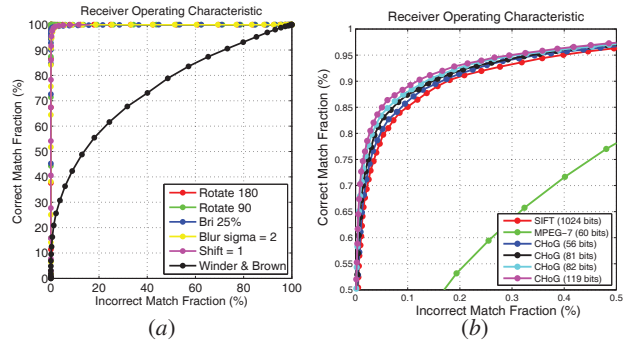 Receiver Operating Characteristic
Correct Match Fraction (%)
100
90
80
70
60
50
40
30
20
10
0
0 20 40 60 80 100
Incorrect Match Fraction (%)
Rotate 180
Rotate 90
Bri 25%
Blur sigma = 2
Shift = 1
Winder & Brown
(a)
Receiver Operating Characteristic
Correct Match Fraction (%)
1
0.95
0.9
0.85
0.8
0.75
0.7
0.65
0.6
0.55
0.5
0 0.1 0.2 0.3 0.4 0.5
Incorrect Match Fraction (%)
SIFT (1024 bits)
MPEG-7 (60 bits)
CHoG (56 bits)
CHoG (81 bits)
CHoG (82 bits)
CHoG (119 bits)
(b)